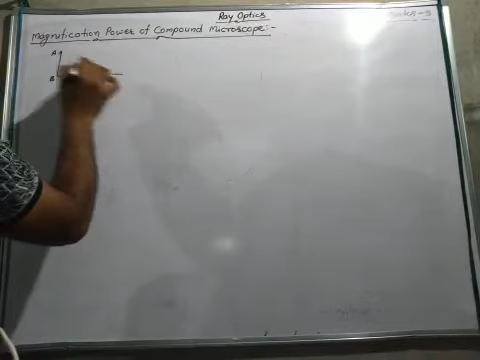 Ray Optics
Magnification Power of Compound Microscope:-
A
B